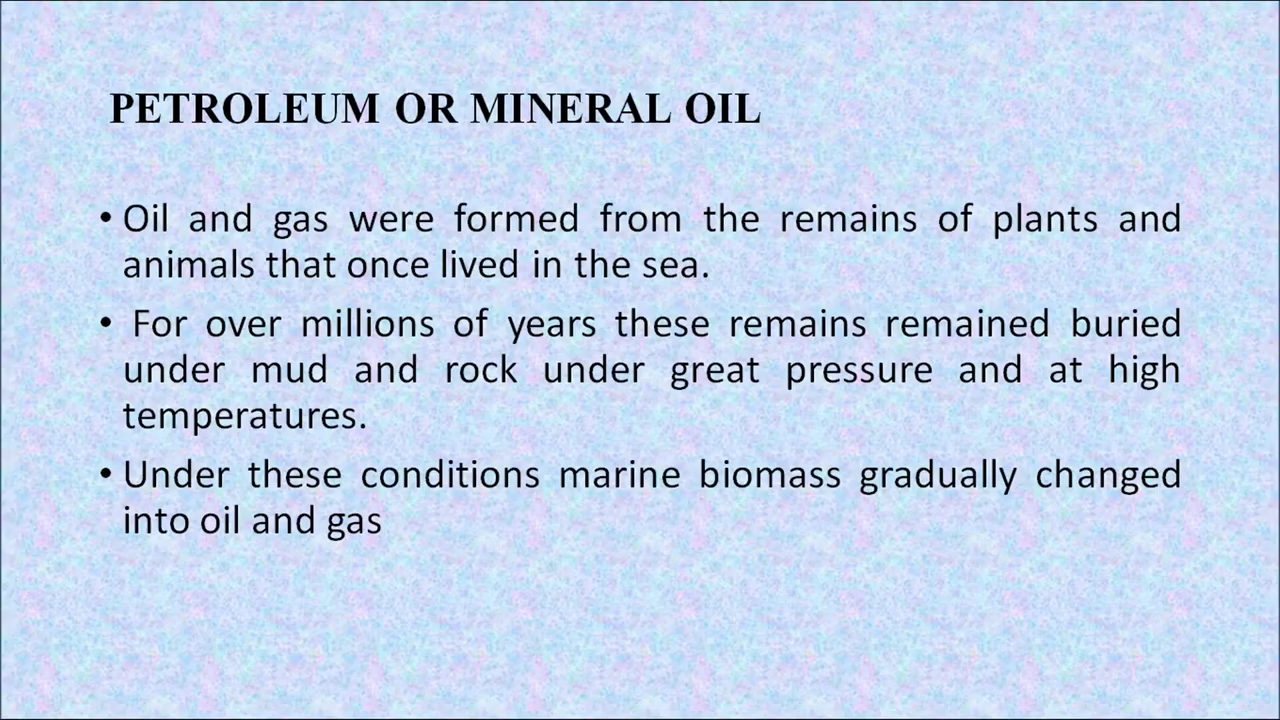 PETROLEUM OR MINERAL OIL
• Oil and gas were formed from the remains of plants and
animals that once lived in the sea.
• For over millions of years these remains remained buried
under mud and rock under great pressure and at high
temperatures.
• Under these conditions marine biomass gradually changed
into oil and gas